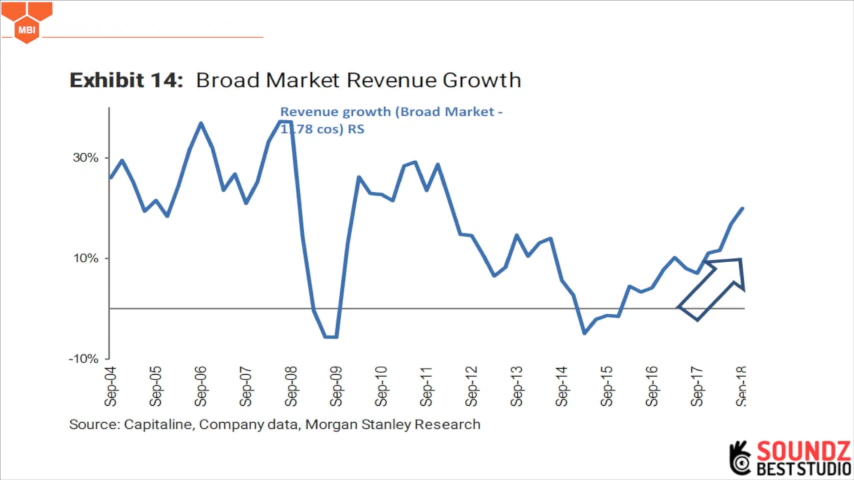 MBI
Exhibit 14: Broad Market Revenue Growth
Revenue growth (Broad Market -
1178 cos) RS
30%
10%
-10%
Sep-04
Sep-05
Sep-06
Sep-07
Sep-08
Sep-09
Sep-10
Sep-11
Sep-12
Sep-13
Sep-14
Sep-15
Sep-16
Sep-17
Sep-18
Source: Capitaline, Company data, Morgan Stanley Research
SOUNDZ
BEST STUDIO